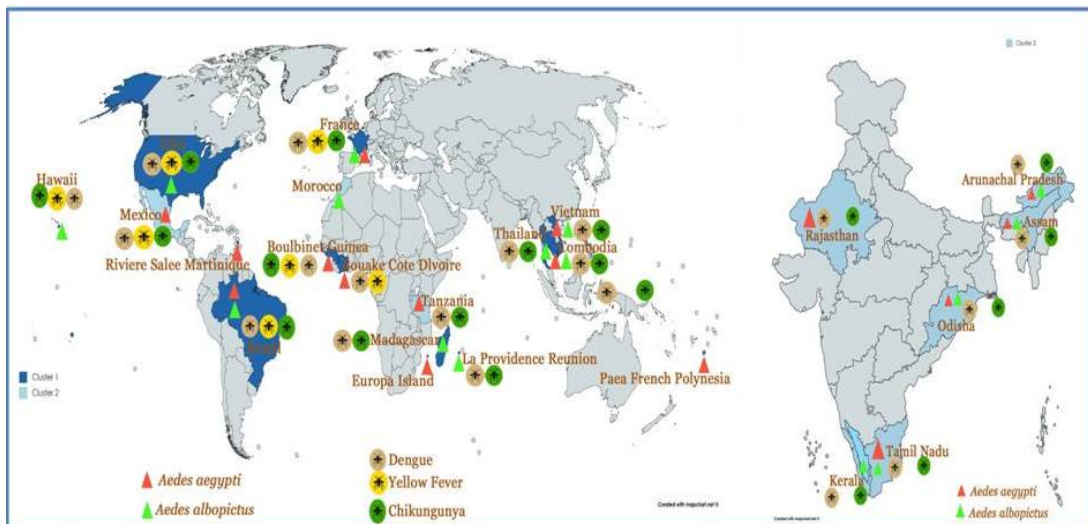 Cluster 3
France
Hawaii
Morocco
Mexico
Vietnam
Thailand
Combodia
Riviere Salee Martinique
Boulbinet Guinea
Bouake Cote DIvoire
Tanzania
Brazil
Madagascar
La Providence Reunion
Europa Island
Paea French Polynesia
Cluster 1
Cluster 2
Aedes aegypti
Aedes albopictus
Dengue
Yellow Fever
Chikungunya
Created with mapchart.net ©
Arunachal Pradesh
Assam
Rajasthan
Odisha
Tamil Nadu
Kerala
Aedes aegypti
Aedes albopictus
Created with mapchart.net ©